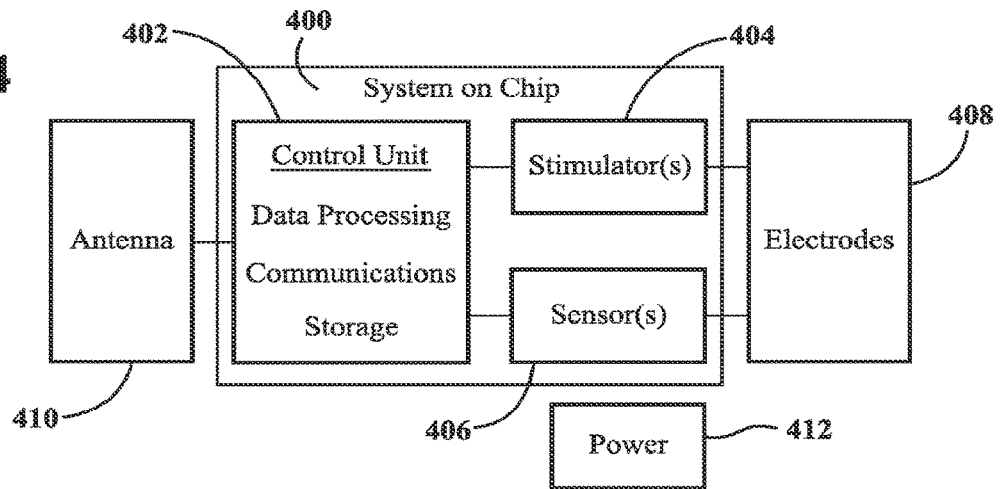 402
400
404
4
System on Chip
408
Control Unit
Stimulator(s)
Data Processing
Antenna
Electrodes
Communications
Sensor(s)
Storage
410
406
412
Power